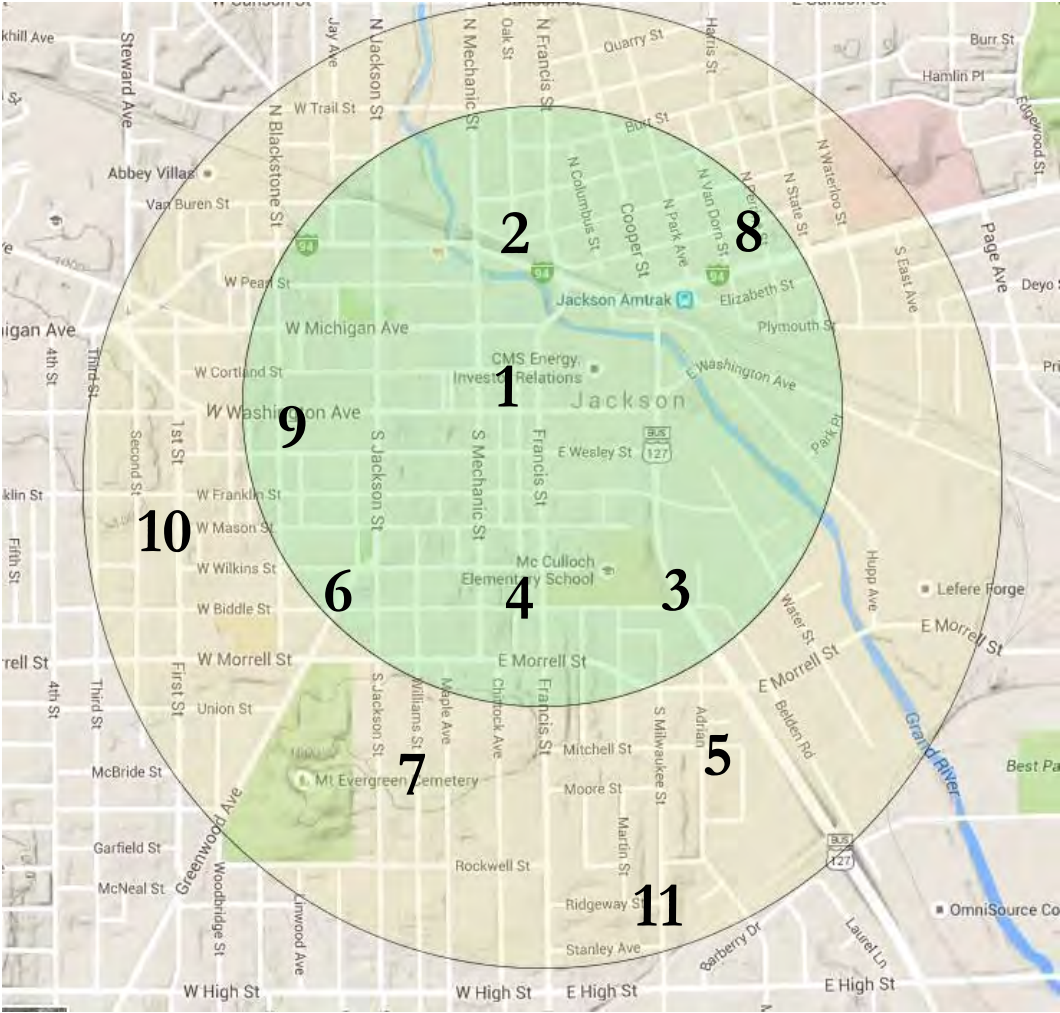 W Ganson St
E Ganson St
E Ganson St
khill Ave
Steward Ave
Jay Ave
N Jackson St
N Mechanic St
Oak St
N Francis St
Quarry St
Harris St
Burr St
Hamlin Pl
Edgewood St
St
W Trail St
N Blackstone St
Burr St
N Waterloo St
Abbey Villas
Van Buren St
N Columbus St
Cooper St
N Park Ave
N Van Dorn St
N State St
Page Ave
2
8
94
94
94
1000
S East Ave
W Pearl St
Jackson Amtrak
Elizabeth St
Deyo
igan Ave
W Michigan Ave
Plymouth St
4th St
Third St
W Cortland St
CMS Energy.
Investor Relations
E Washington Ave
Pri
1
Jackson
W Washington Ave
9
Park Pl
Second St
1st St
S Jackson St
S Mechanic St
Francis St
E Wesley St
BUS
127
klin St
W Franklin St
10
W Mason St
Fifth St
W Wilkins St
Mc Culloch
Elementary School
Hupp Ave
Lefere Forge
6
4
3
W Biddle St
Water St
E Morrell St
rell St
W Morrell St
E Morrell St
E Morrell St
4th St
Third St
First St
Union St
S Jackson St
Williams St
Maple Ave
Chittock Ave
Francis St
S Milwaukee St
Adrian
Belden Rd
Grand River
Mitchell St
5
McBride St
1000
Mt Evergreen Cemetery
7
Moore St
Best Pa
Greenwood Ave
Martin St
Garfield St
BUS
127
McNeal St
Woodbridge St
Linwood Ave
Rockwell St
Ridgeway St
11
OmniSource Co
Stanley Ave
Barberry Dr
Laurel Ln
W High St
W High St
E High St
E High St